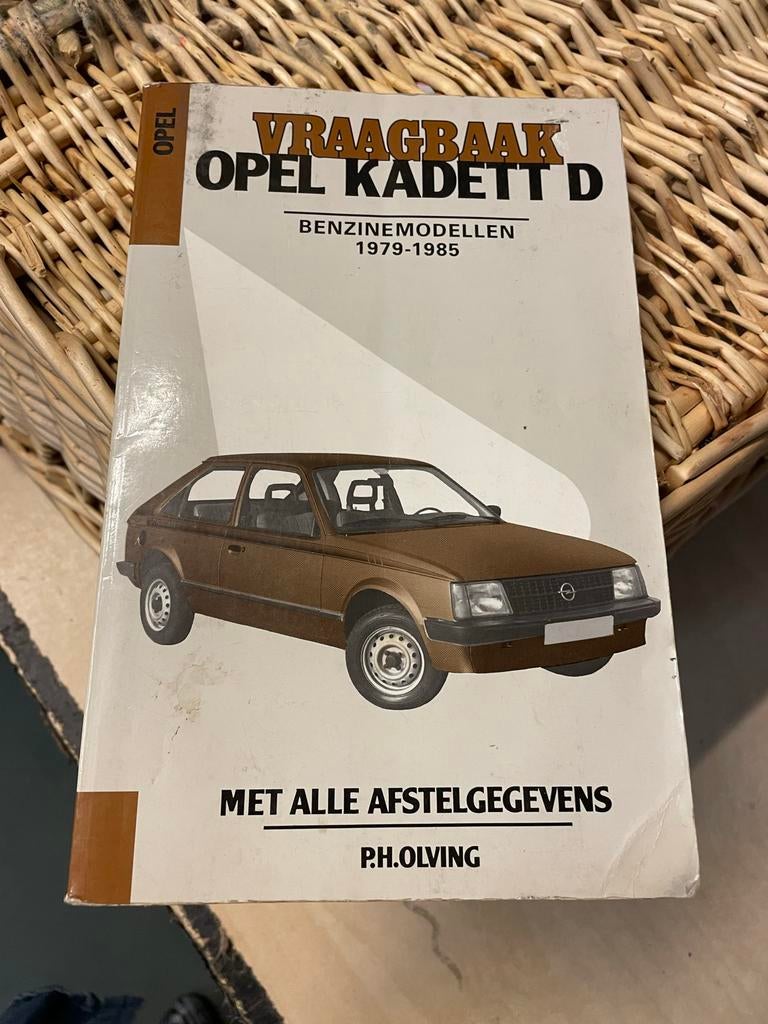 OPEL
VRAAGBAAK
OPEL KADETT D
BENZINEMODELLEN
1979-1985
MET ALLE AFSTELGEGEVENS
P.H.OLVING